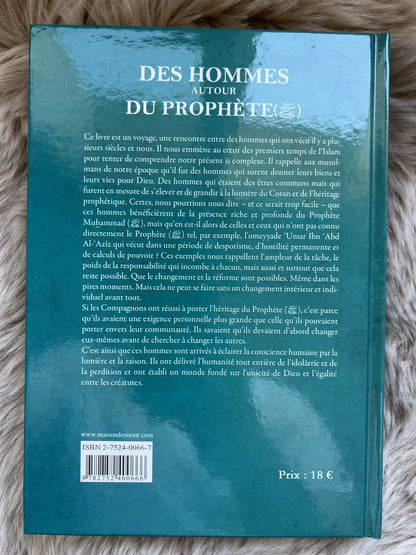 DES HOMMES
AUTOUR
DU PROPHÈTE(ﷺ)
Ce livre est un voyage, une rencontre entre des hommes qui ont vécu il y a plu-
sieurs siècles et nous. Il nous emmène au cœur des premiers temps de l'Islam
pour tenter de comprendre notre présent si complexe. Il rappelle aux musul-
mans de notre époque qu'il fut des hommes qui surent donner leurs biens et
leurs vies pour Dieu. Des hommes qui étaient des êtres communs mais qui
furent en mesure de s'élever et de grandir à la lumière du Coran et de l'héritage
prophétique. Certes, nous pourrions nous dire – et ce serait trop facile – que
ces hommes bénéficièrent de la présence riche et profonde du Prophète
Muḥammad (ﷺ), mais qu'en est-il alors de celles et ceux qui n'ont pas connu
directement le Prophète (ﷺ) tel, par exemple, l'omeyyade 'Umar Ibn 'Abd
Al-'Azîz qui vécut dans une période de despotisme, d'hostilité permanente et
de calculs de pouvoir ? Ces exemples nous rappellent l'ampleur de la tâche, le
poids de la responsabilité qui incombe à chacun, mais aussi et surtout que cela
reste possible. Que le changement et la réforme sont possibles. Même dans les
pires moments. Mais cela ne peut se faire sans un changement intérieur et indi-
viduel avant tout.
Si les Compagnons ont réussi à porter l'héritage du Prophète (ﷺ), c'est parce
qu'ils avaient une exigence personnelle plus grande que celle qu'ils pouvaient
porter envers leur communauté. Ils savaient qu'ils devaient d'abord changer
eux-mêmes avant de chercher à changer les autres.
C'est ainsi que ces hommes sont arrivés à éclairer la conscience humaine par la
lumière et la raison. Ils ont délivré l'humanité tout entière de l'idolâtrie et de
la perdition et ont établi un monde fondé sur l'unicité de Dieu et l'égalité
entre les créatures.
www.maisondennour.com
ISBN 2-7524-0066-7
9 782752 400666
Prix : 18 €